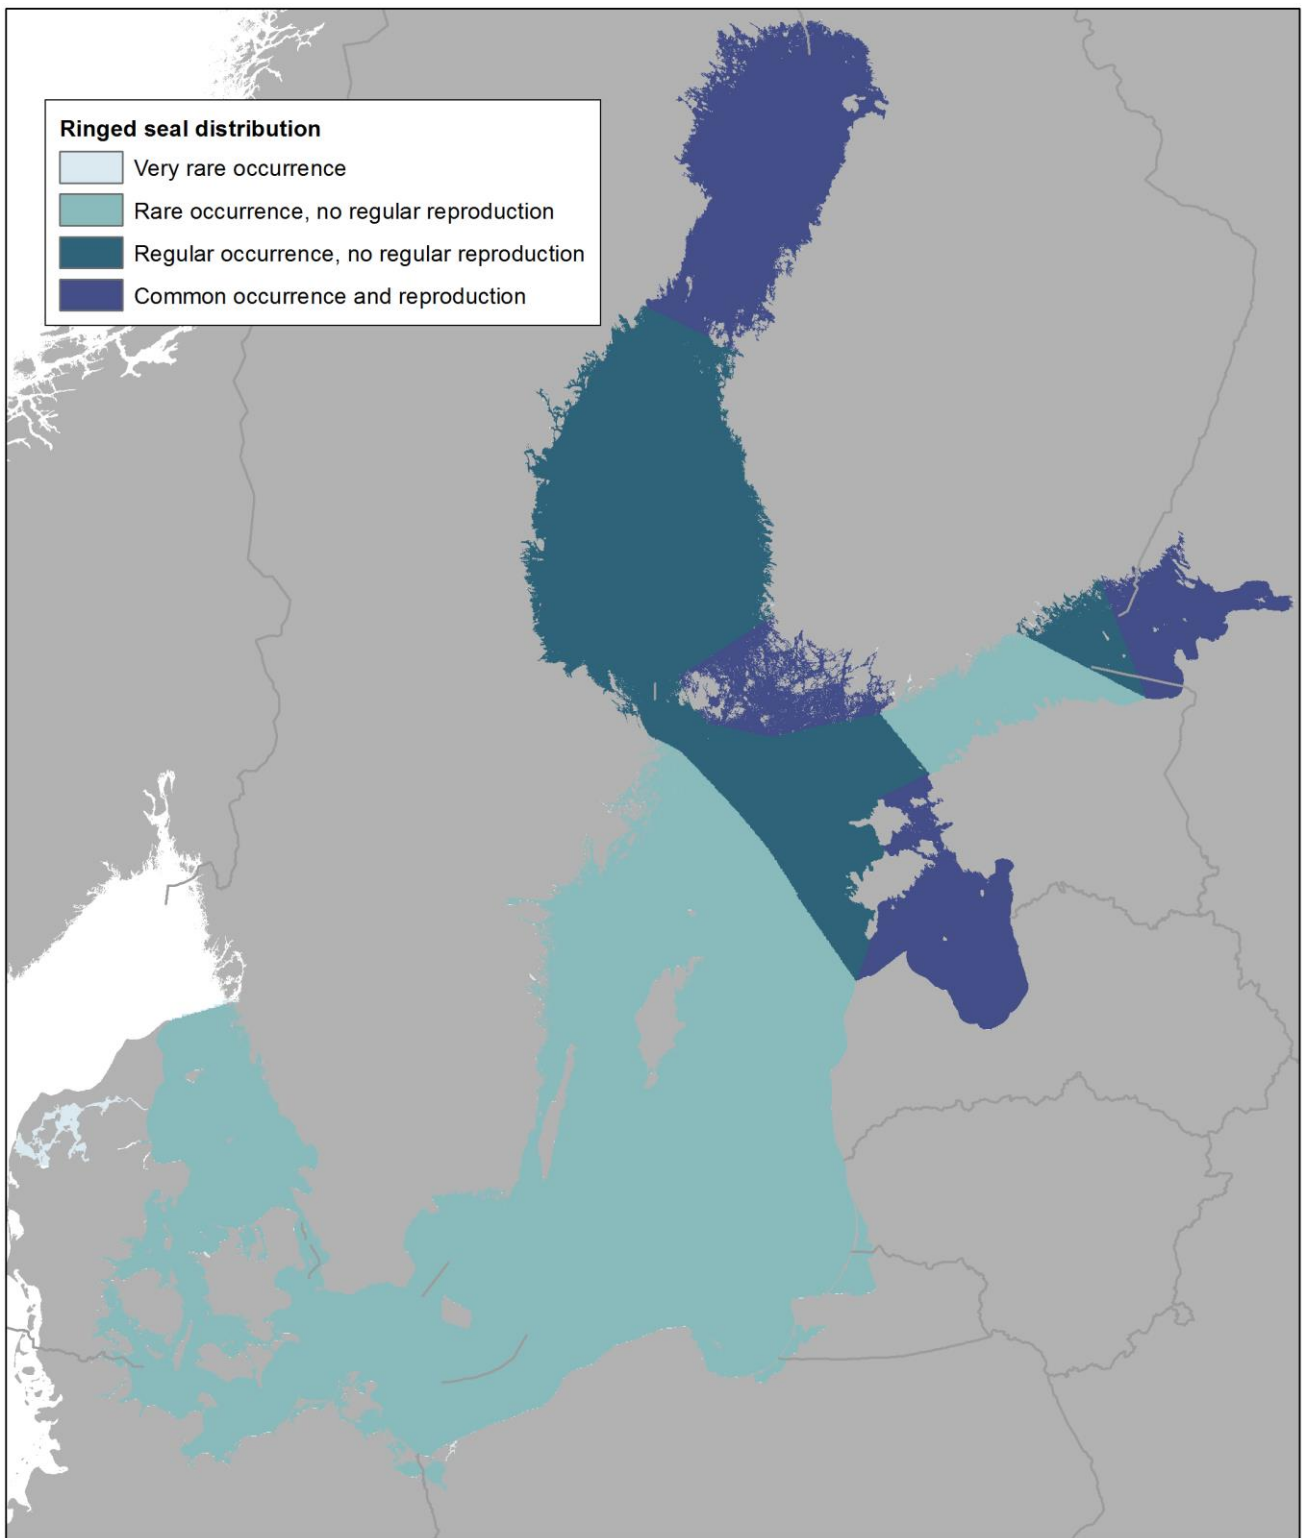 Ringed seal distribution
Very rare occurrence
Rare occurrence, no regular reproduction
Regular occurrence, no regular reproduction
Common occurrence and reproduction